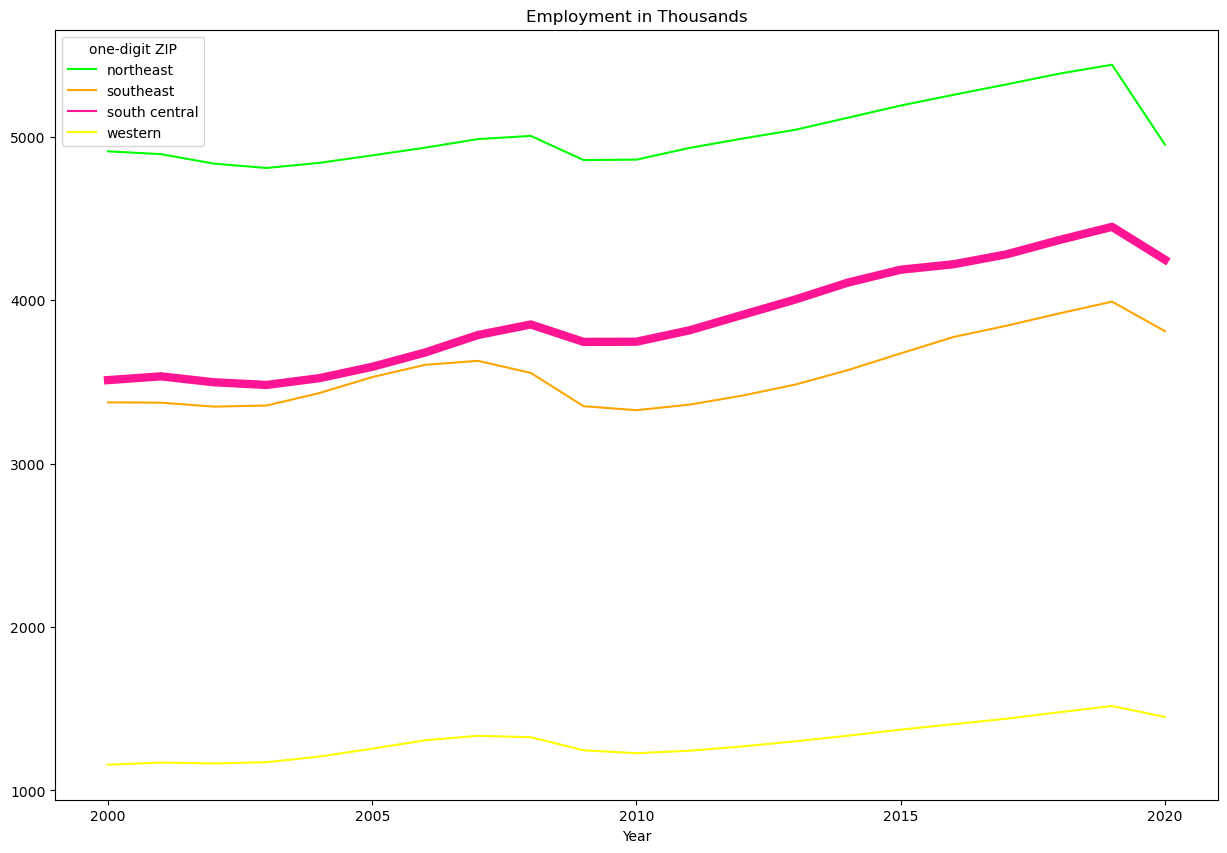 Employment in Thousands
one-digit ZIP
northeast
southeast
south central
western
5000
4000
3000
2000
1000
2000 2005 2010 2015 2020
Year